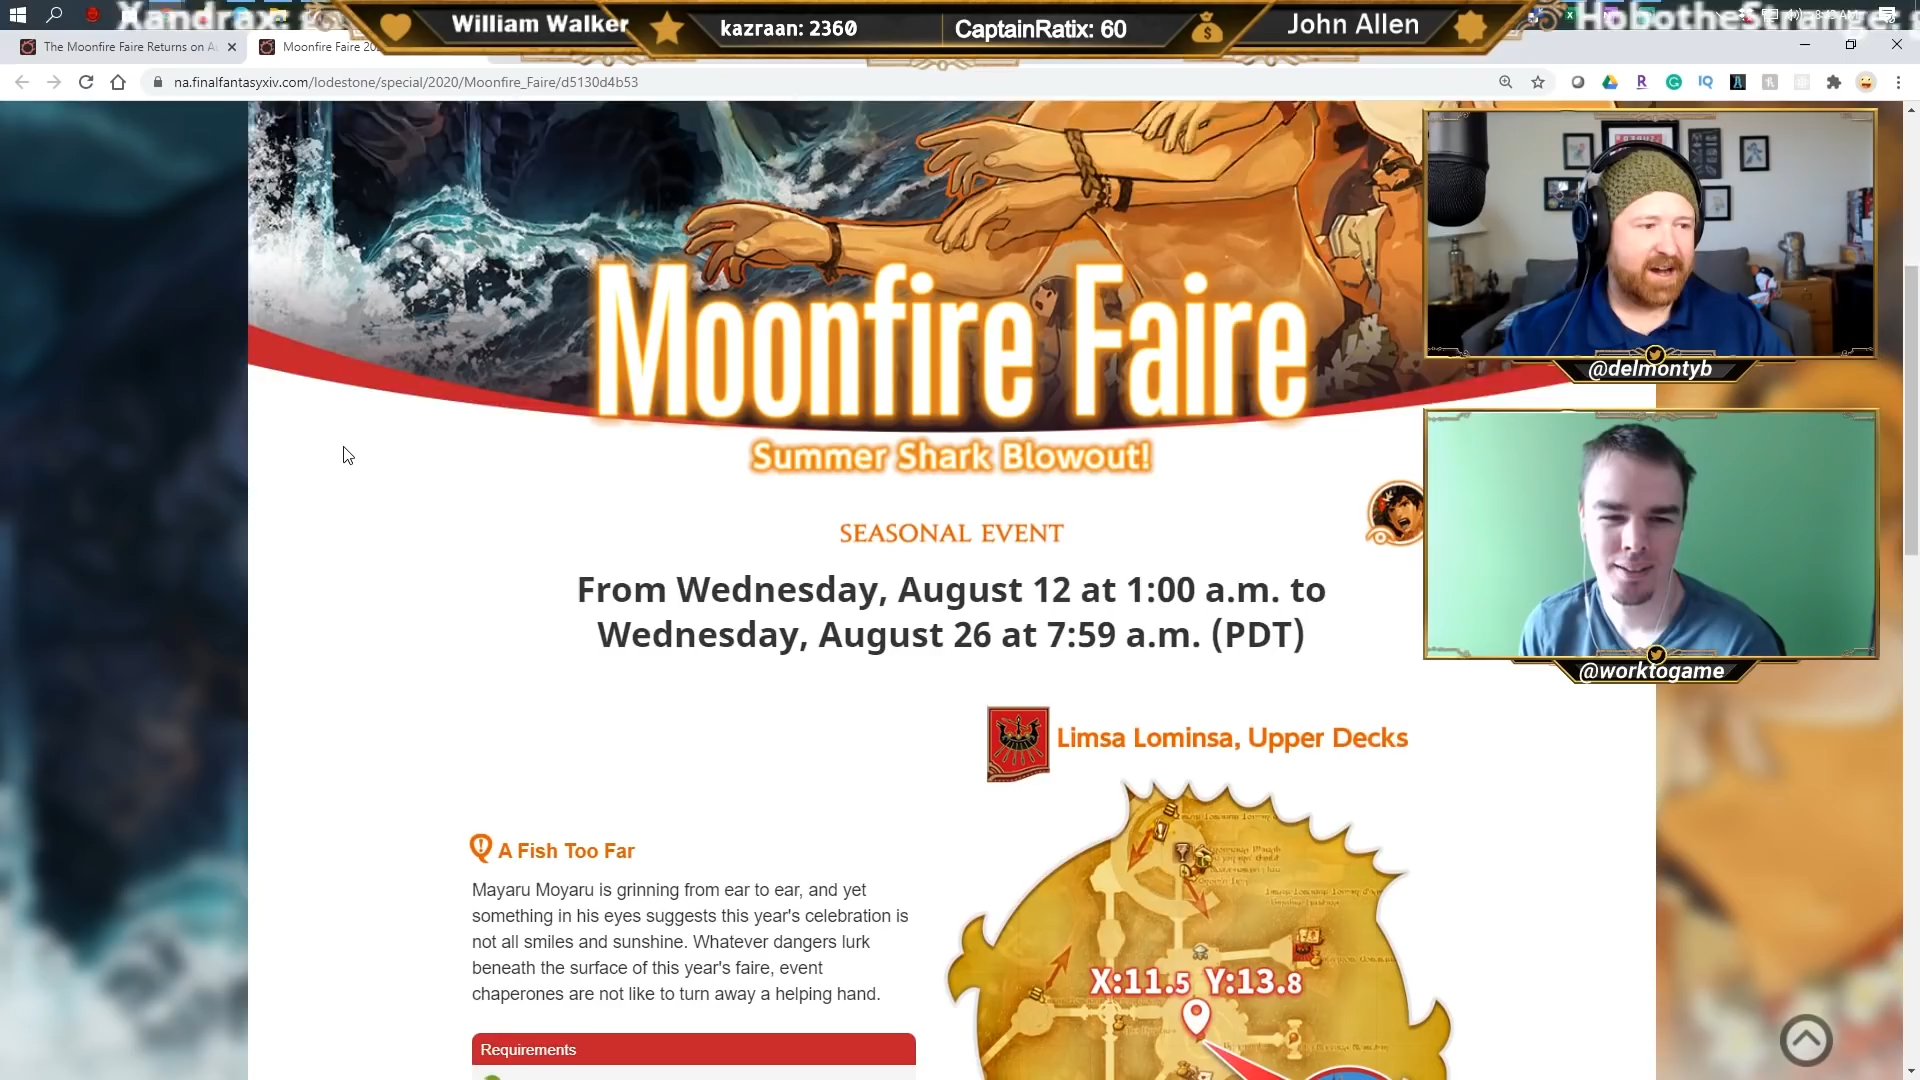 Xandrax:
William Walker
kazraan: 2360
CaptainRatix: 60
John Allen
Hobothestranger:
The Moonfire Faire Returns on Au
Moonfire Faire 20
na.finalfantasyxiv.com/lodestone/special/2020/Moonfire_Faire/d5130d4b53
Moonfire Faire
Summer Shark Blowout!
@delmontyb
SEASONAL EVENT
From Wednesday, August 12 at 1:00 a.m. to
Wednesday, August 26 at 7:59 a.m. (PDT)
@worktogame
Limsa Lominsa, Upper Decks
A Fish Too Far
Mayaru Moyaru is grinning from ear to ear, and yet
something in his eyes suggests this year's celebration is
not all smiles and sunshine. Whatever dangers lurk
beneath the surface of this year's faire, event
chaperones are not like to turn away a helping hand.
X:11.5 Y:13.8
Requirements